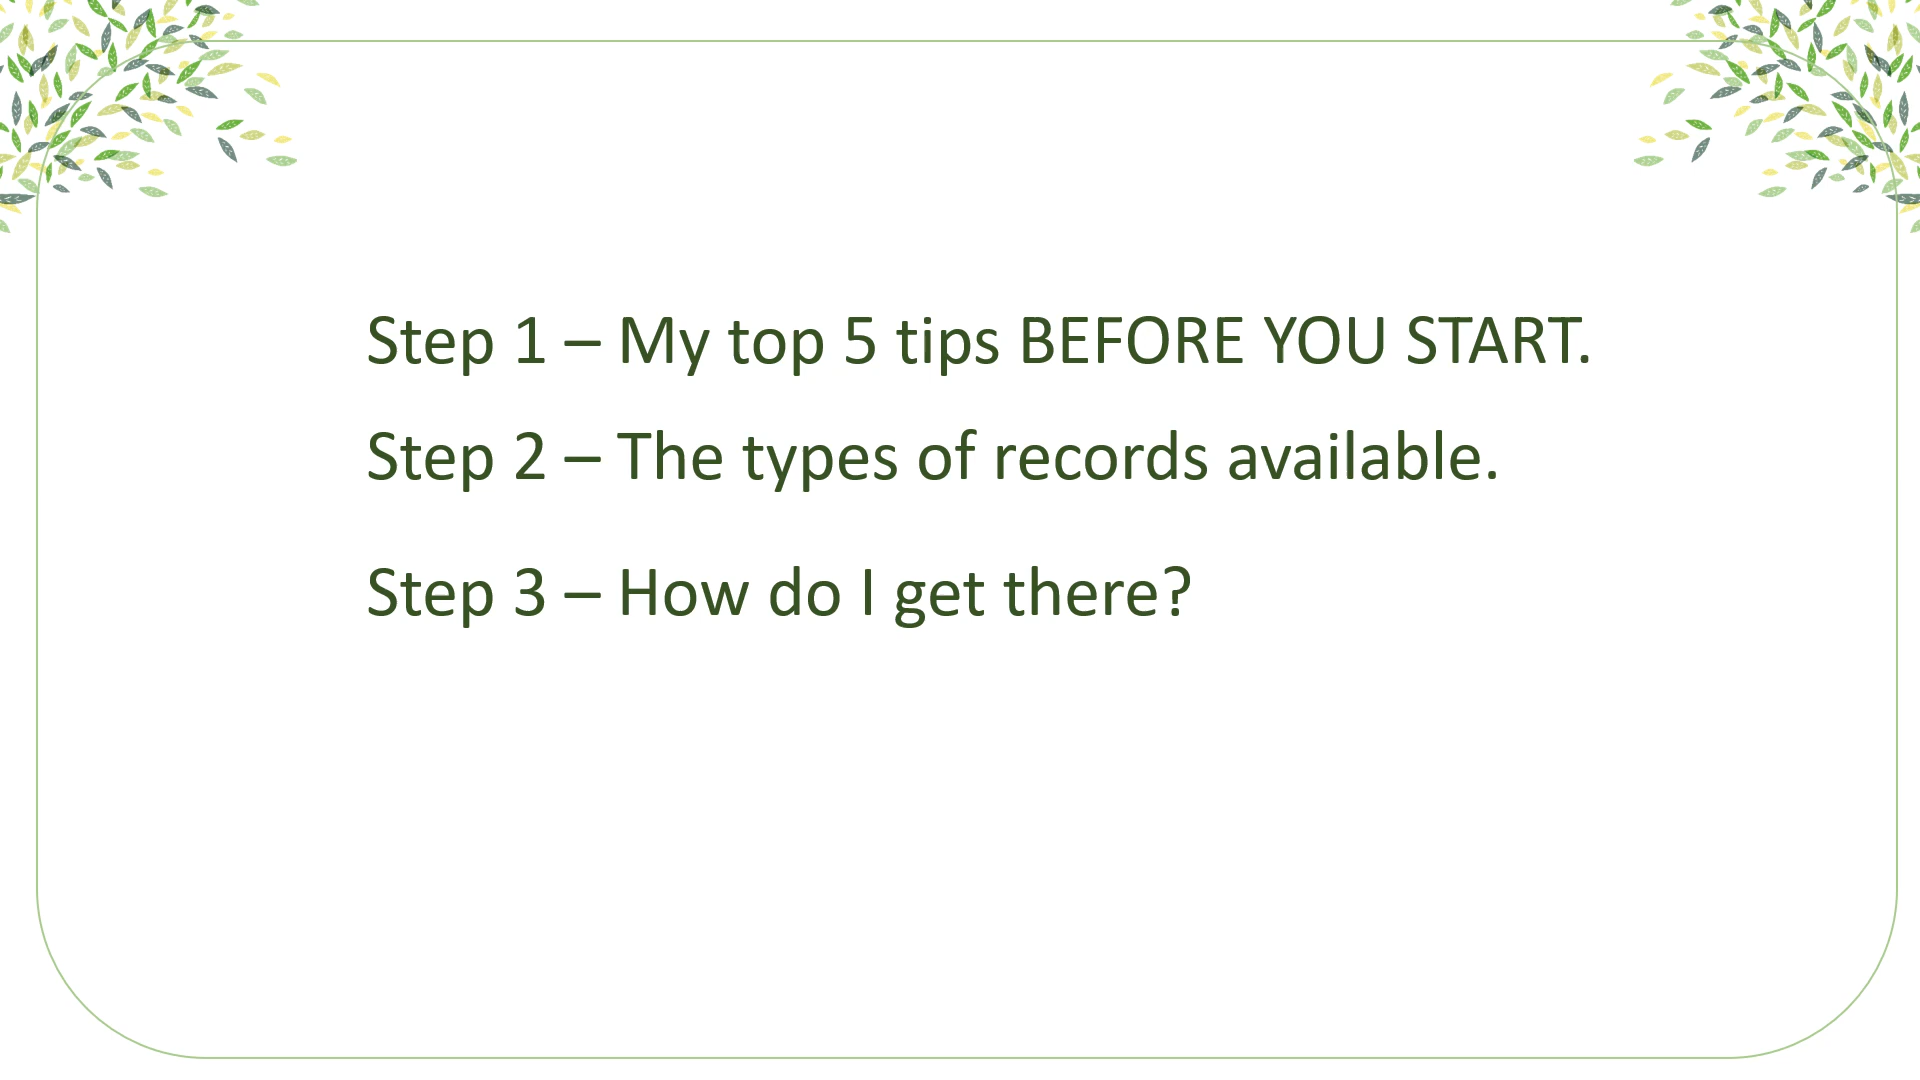 Step 1 – My top 5 tips BEFORE YOU START.
Step 2 – The types of records available.
Step 3 – How do I get there?